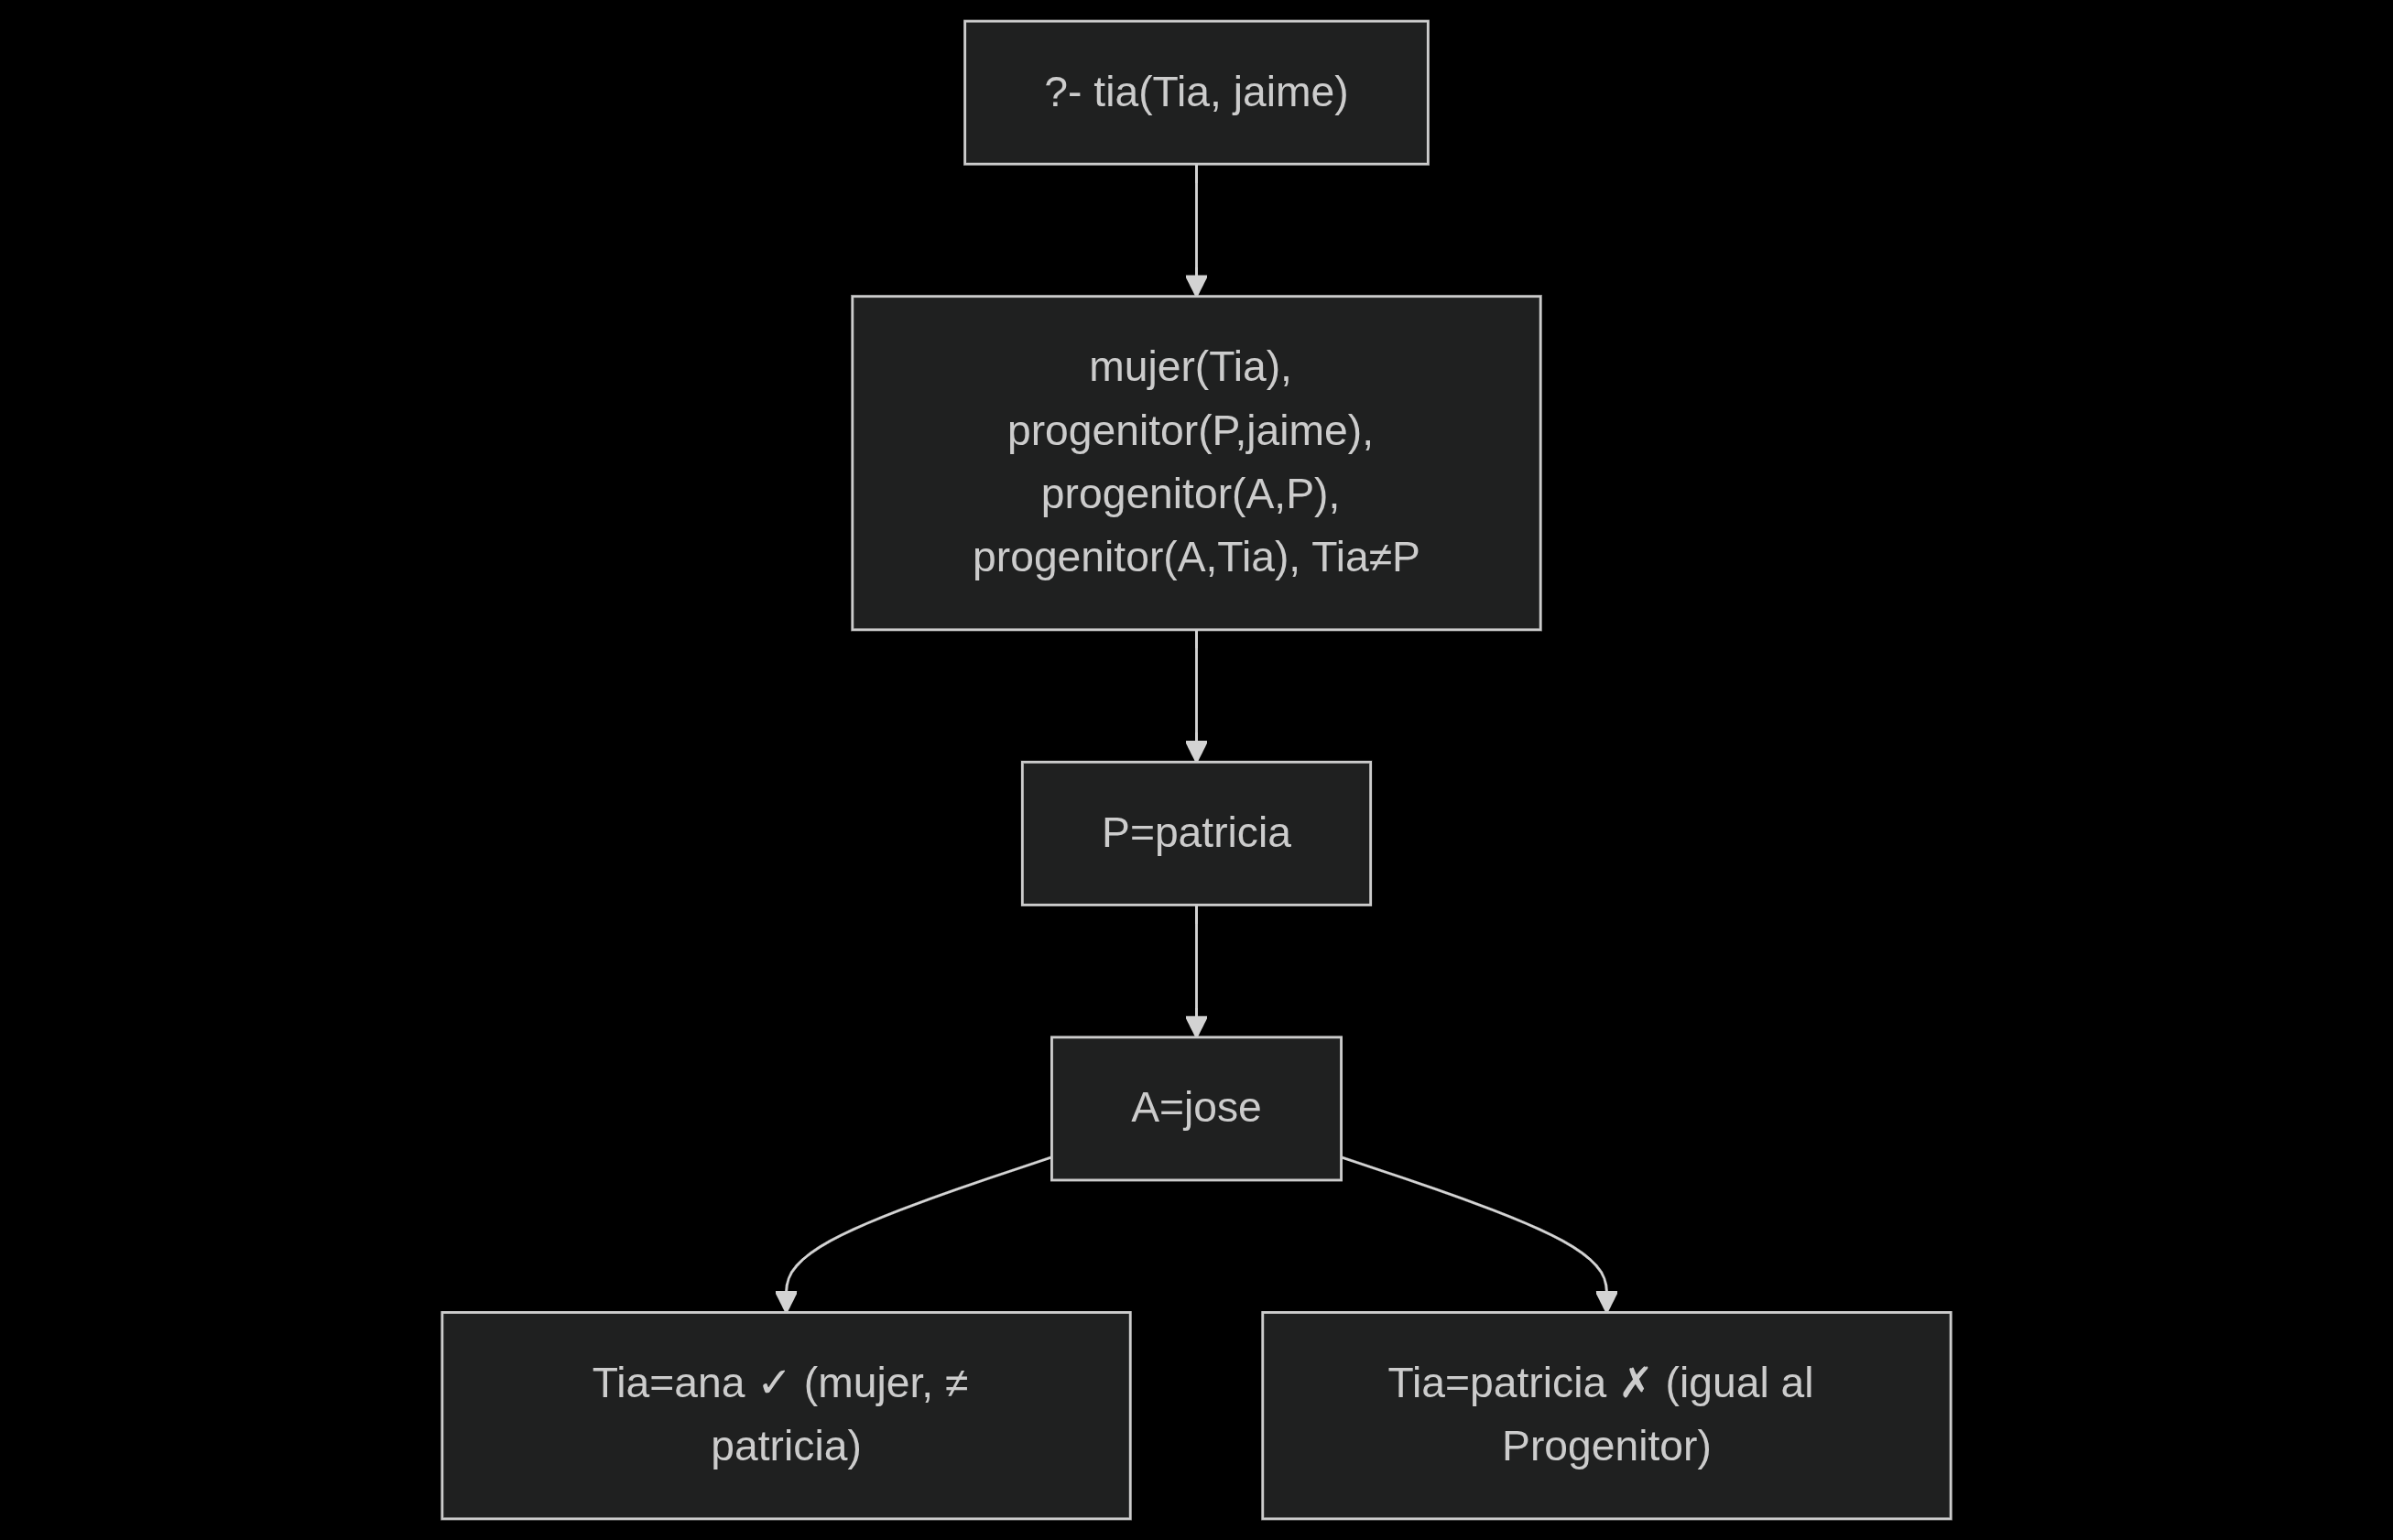 ?- tia(Tia, jaime)
mujer(Tia),
progenitor(P,jaime),
progenitor(A,P),
progenitor(A,Tia), Tia≠P
P=patricia
A=jose
Tia=ana ✓ (mujer, ≠
patricia)
Tia=patricia ✗ (igual al
Progenitor)